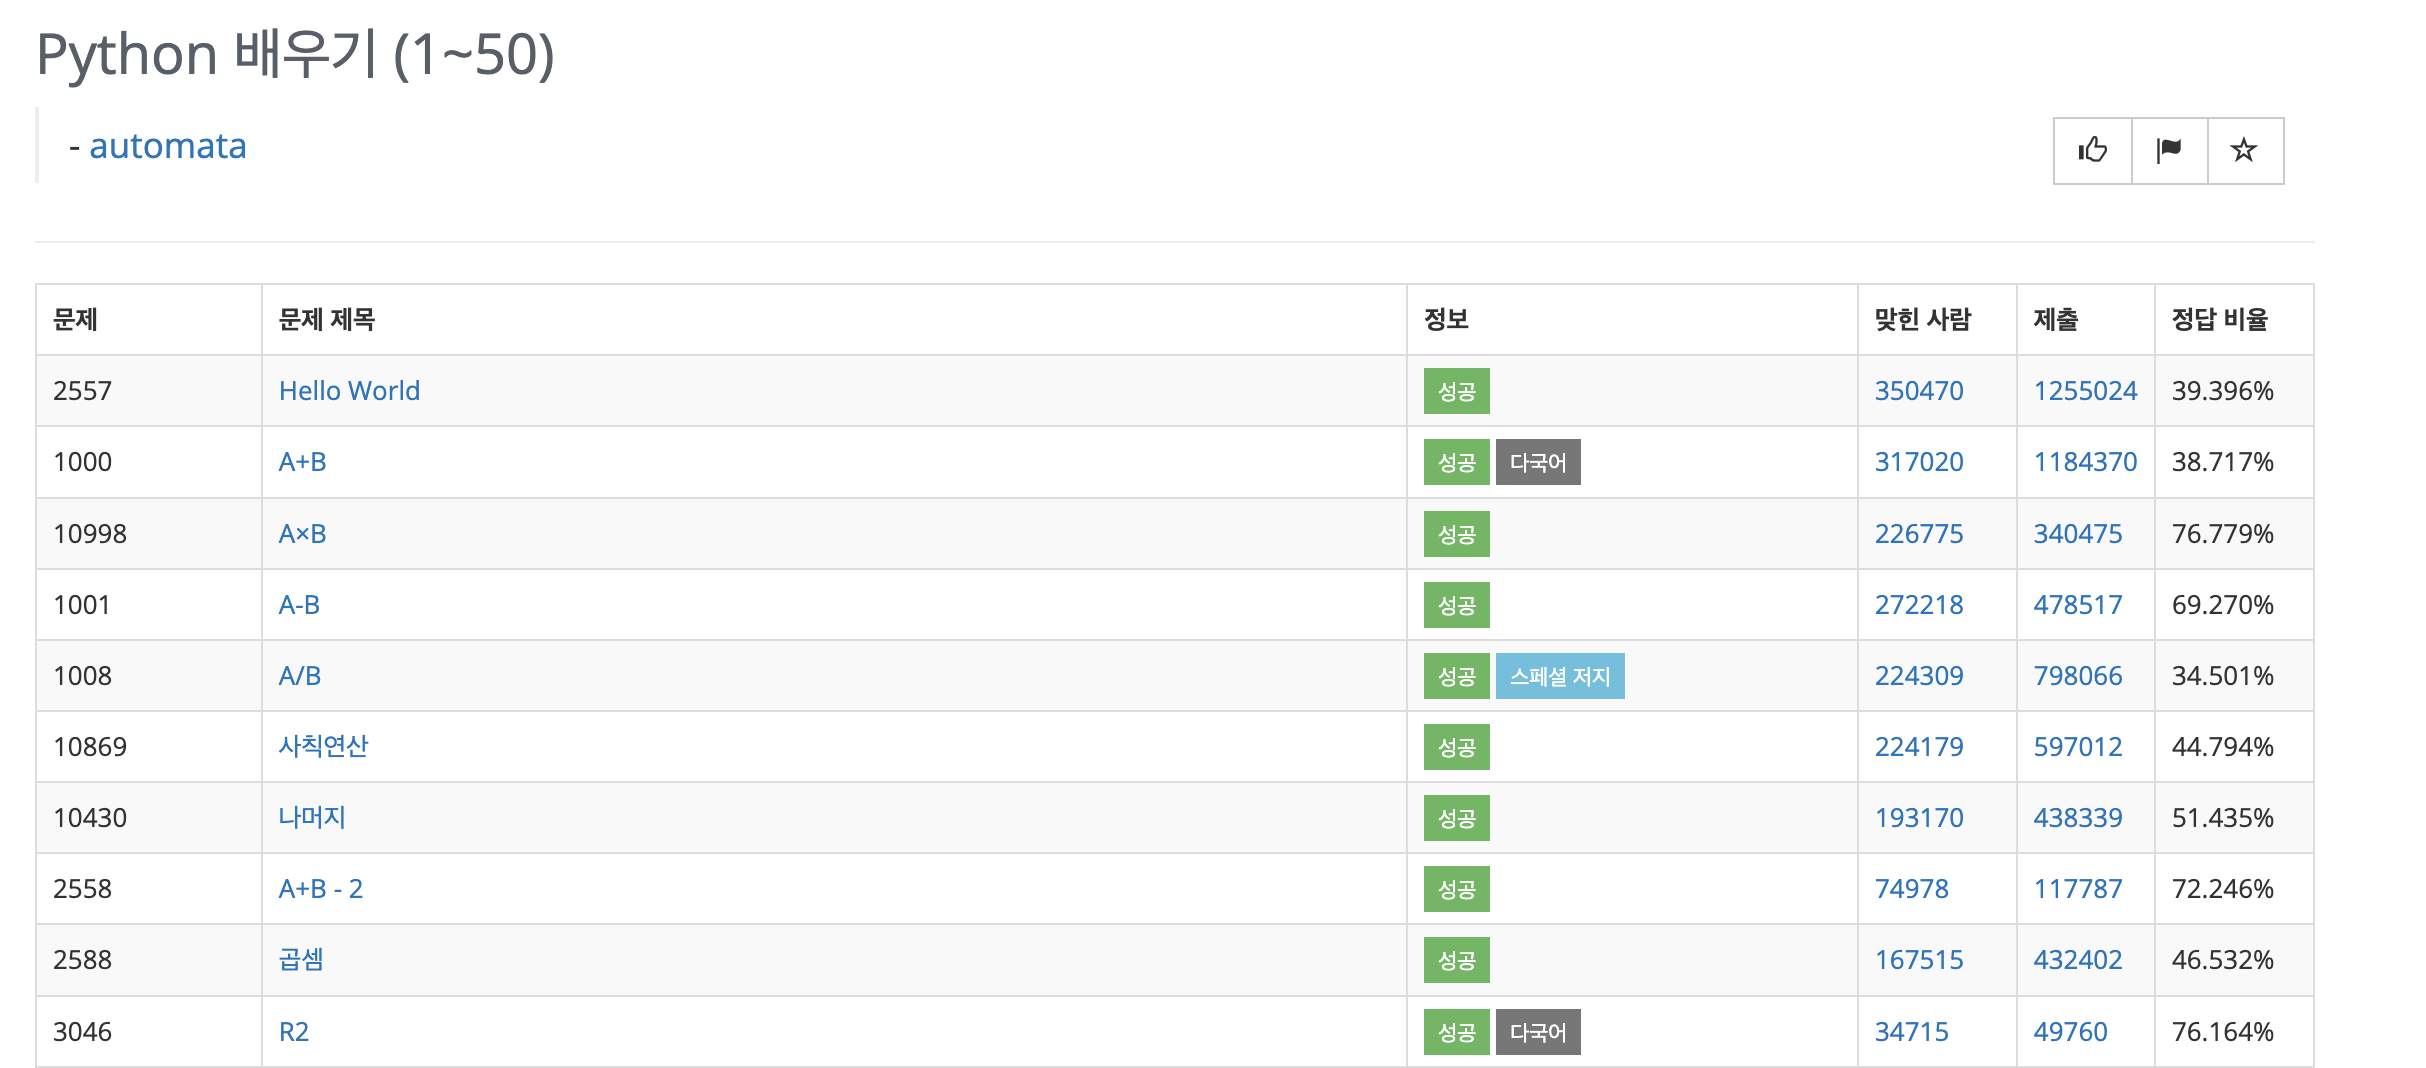 Python 배우기 (1~50)
- automata
문제 문제 제목 정보 맞힌 사람 제출 정답 비율
2557 Hello World 성공 350470 1255024 39.396%
1000 A+B 성공 다국어 317020 1184370 38.717%
10998 A×B 성공 226775 340475 76.779%
1001 A-B 성공 272218 478517 69.270%
1008 A/B 성공 스페셜 저지 224309 798066 34.501%
10869 사칙연산 성공 224179 597012 44.794%
10430 나머지 성공 193170 438339 51.435%
2558 A+B - 2 성공 74978 117787 72.246%
2588 곱셈 성공 167515 432402 46.532%
3046 R2 성공 다국어 34715 49760 76.164%